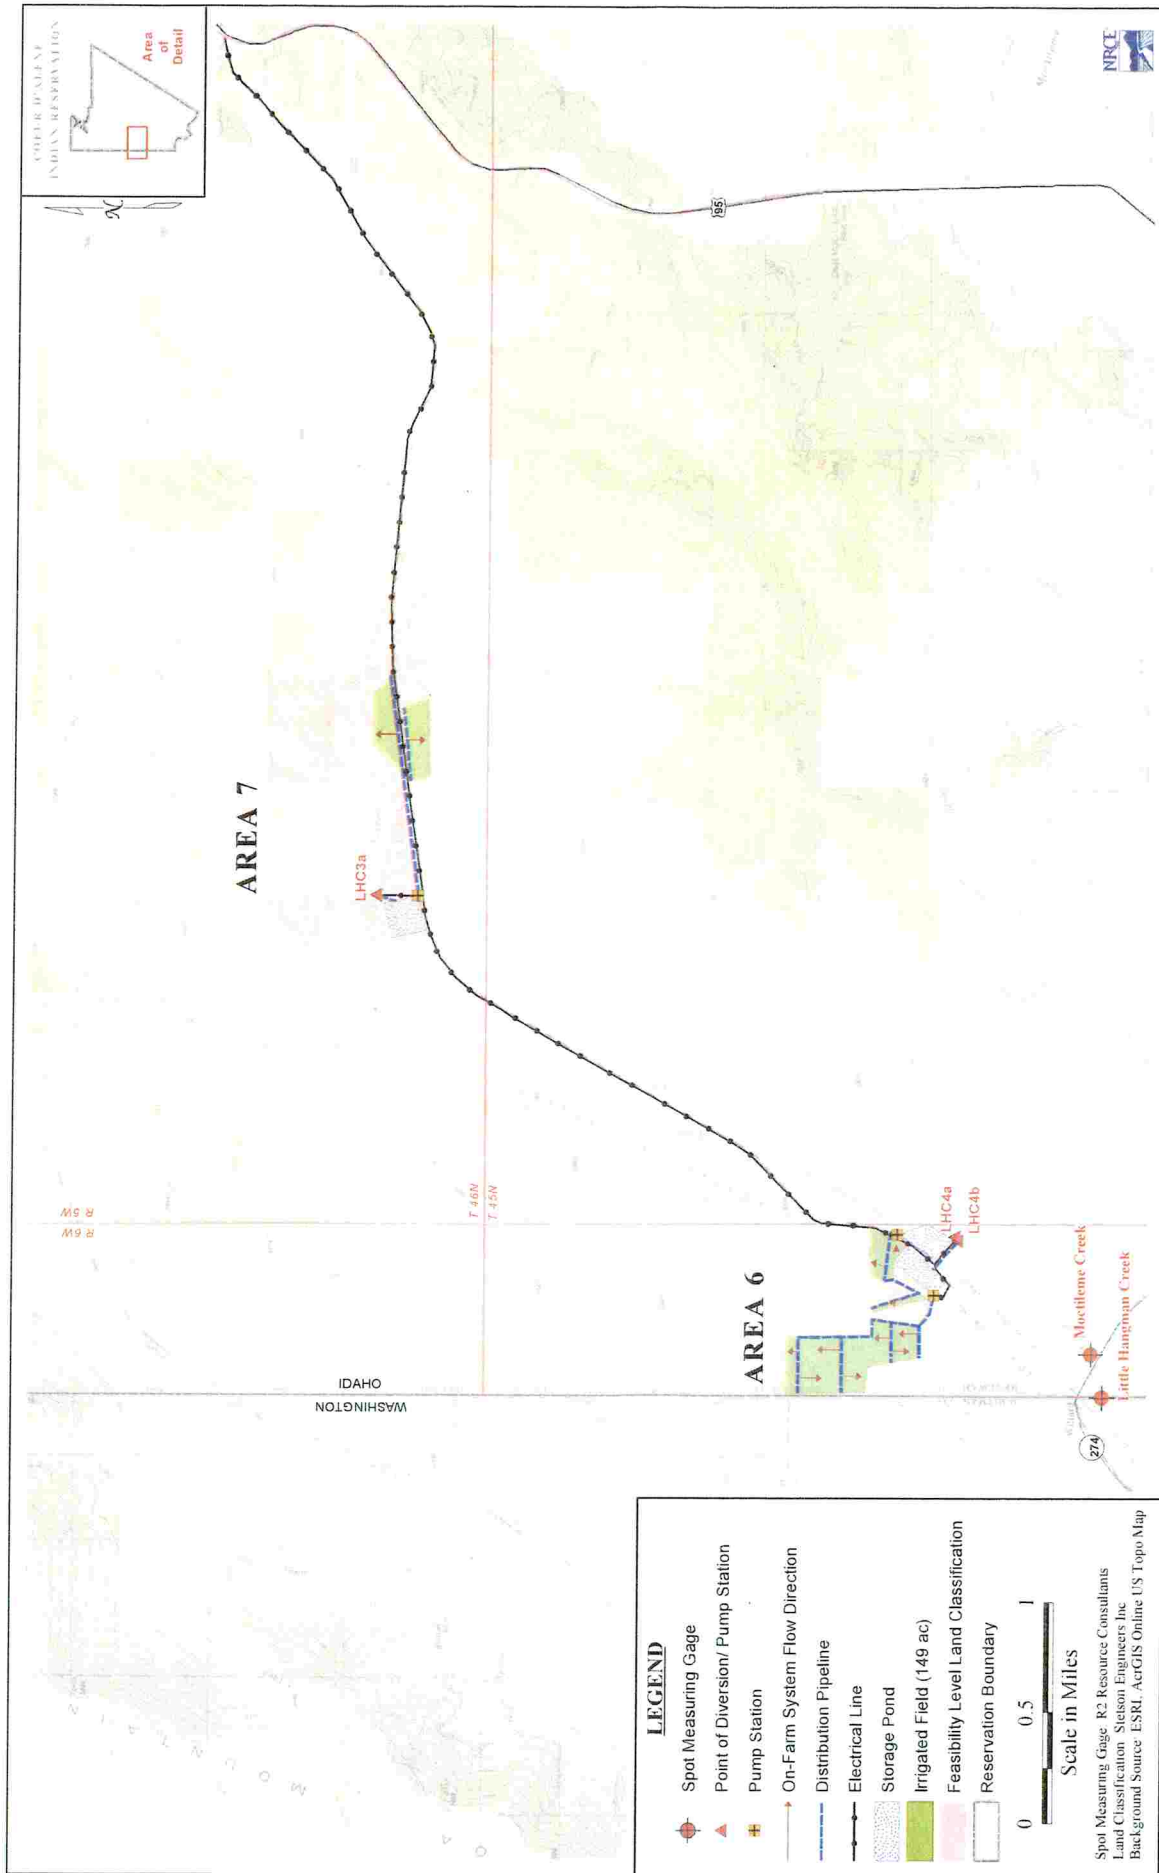 COEUR D'ALENE
INDIAN RESERVATION
Area
of
Detail
N
NRCE
95
AREA 7
LHC3a
T 46N
T 45N
R 5W
R 6W
IDAHO
WASHINGTON
AREA 6
LHC4a
LHC4b
Moctileme Creek
Little Hangman Creek
274
LEGEND
Spot Measuring Gage
Point of Diversion/ Pump Station
Pump Station
On-Farm System Flow Direction
Distribution Pipeline
Electrical Line
Storage Pond
Irrigated Field (149 ac)
Feasibility Level Land Classification
Reservation Boundary
0 0.5 1
Scale in Miles
Spot Measuring Gage R2 Resource Consultants
Land Classification Stetson Engineers Inc
Background Source ESRI, AcrGIS Online US Topo Map